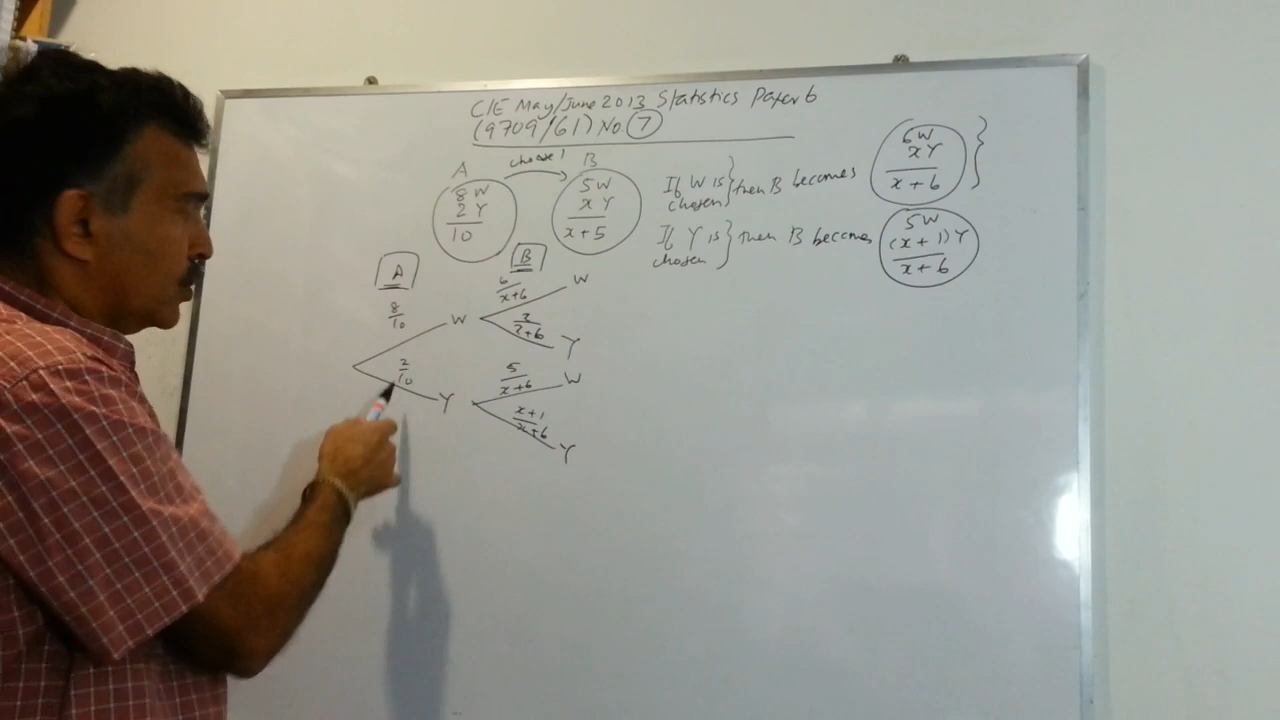 CIE May/June 2013 Statistics Paper 6
(9709/61) No 7
A choose 1 B
8W
2Y
10
5W
xY
x+5
If W is chosen } then B becomes
6W
xY
x+6
If Y is chosen } then B becomes
5W
(x+1)Y
x+6
A B
8/10 W
6/x+6 W
x/x+6 Y
2/10 Y
5/x+6 W
x+1/x+6 Y